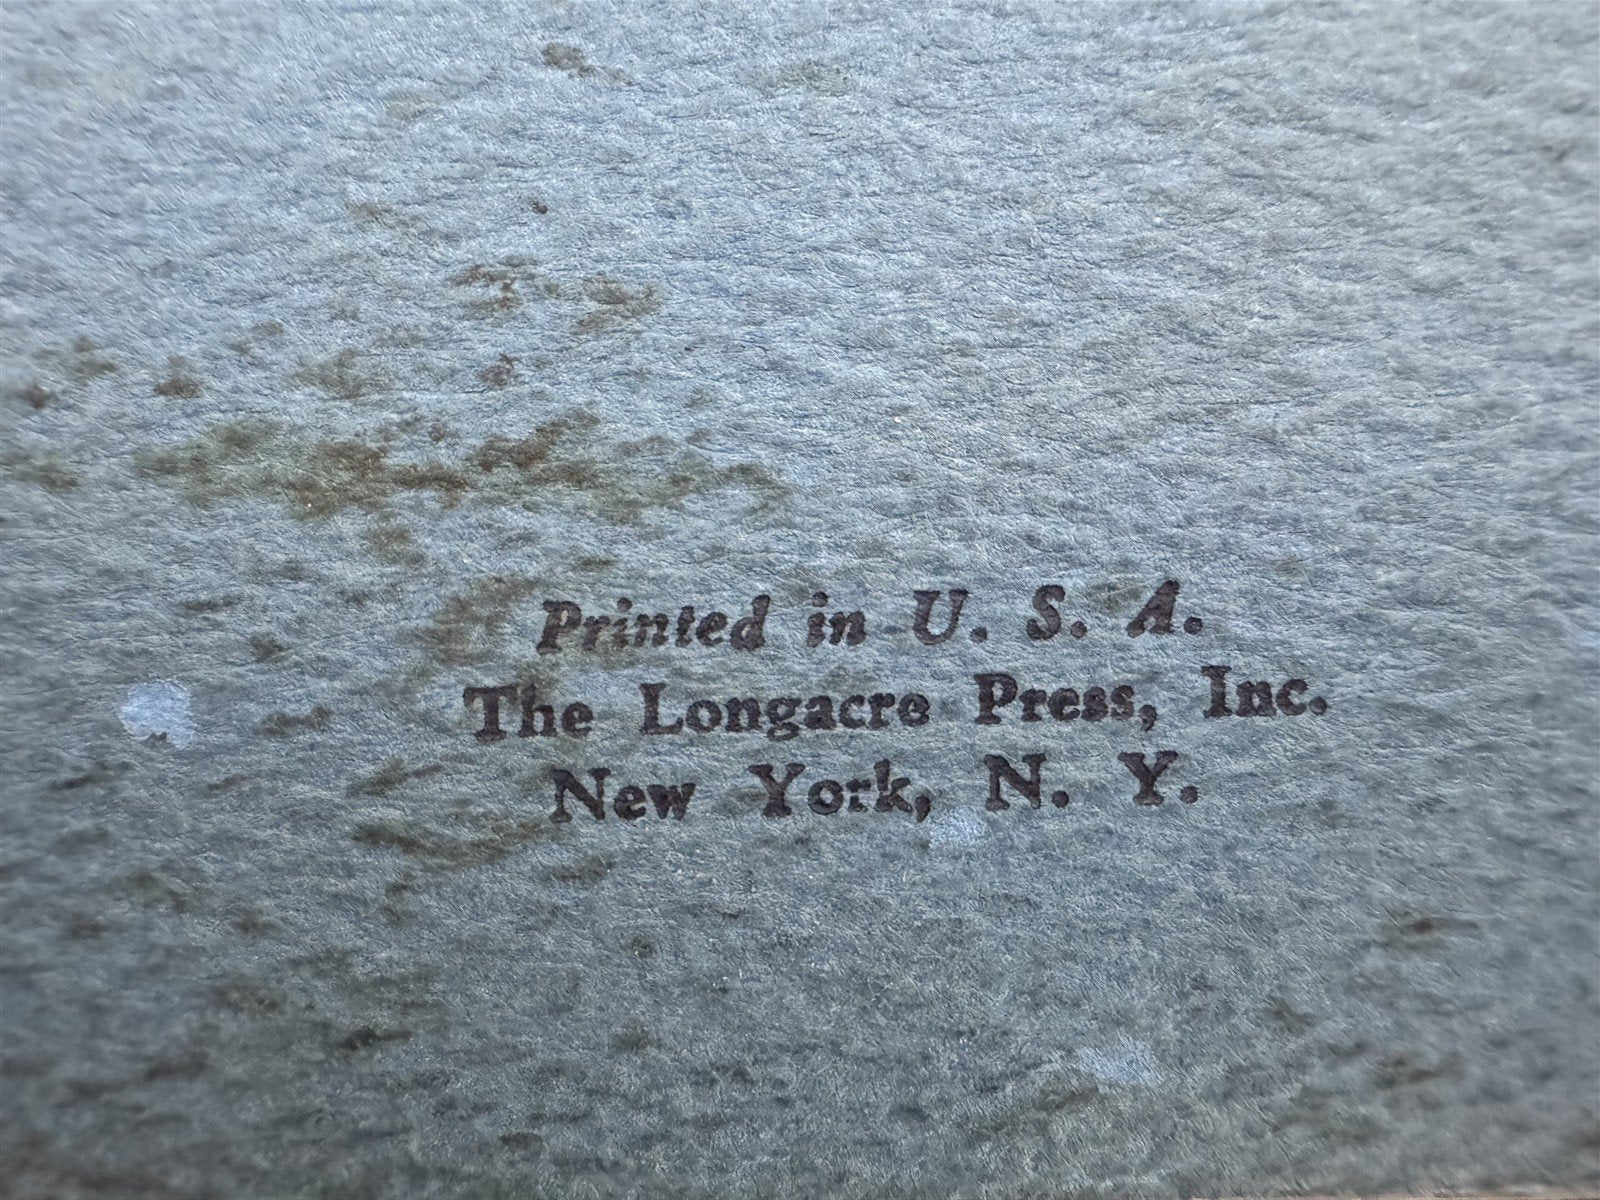 Printed in U. S. A.
The Longacre Press, Inc.
New York, N. Y.